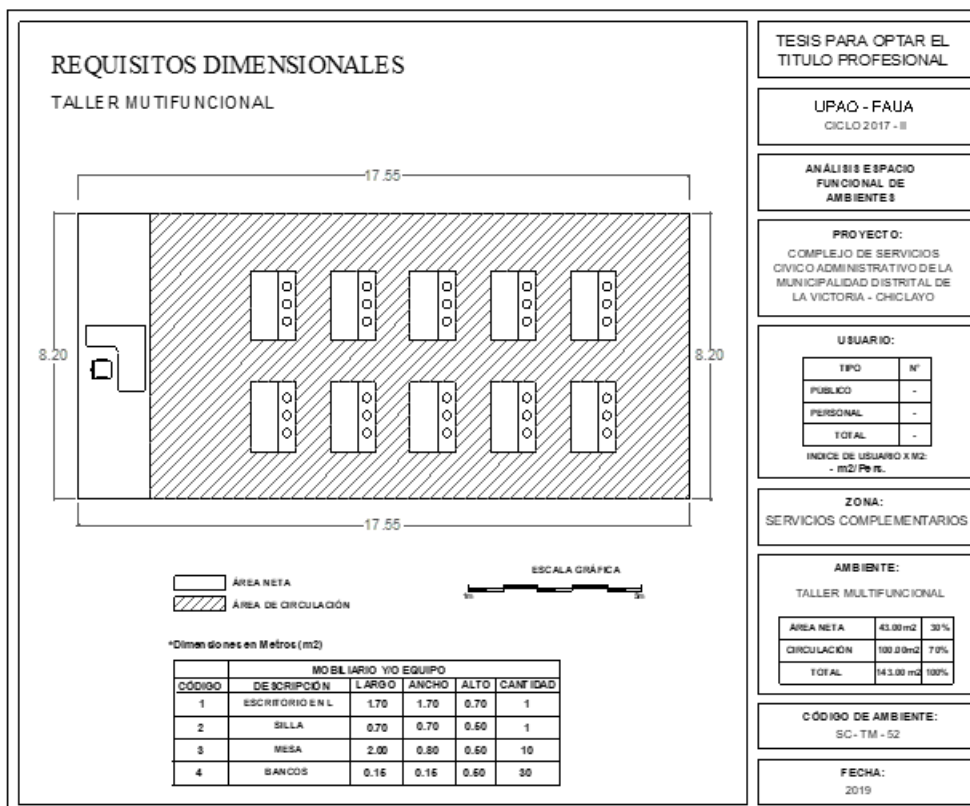 REQUISITOS DIMENSIONALES
TALLER MUTIFUNCIONAL
17.55
8.20
8.20
17.55
ÁREA NETA
ÁREA DE CIRCULACIÓN
ESCALA GRÁFICA
1m 5m
*Dimensiones en Metros (m2)
MOBILIARIO Y/O EQUIPO
CÓDIGO DESCRIPCIÓN LARGO ANCHO ALTO CANTIDAD
1 ESCRITORIO EN L 1.70 1.70 0.70 1
2 SILLA 0.70 0.70 0.50 1
3 MESA 2.00 0.80 0.50 10
4 BANCOS 0.15 0.15 0.50 30
TESIS PARA OPTAR EL
TITULO PROFESIONAL
UPAO - FAUA
CICLO 2017 - II
ANÁLISIS ESPACIO
FUNCIONAL DE
AMBIENTES
PROYECTO:
COMPLEJO DE SERVICIOS
CIVICO ADMINISTRATIVO DE LA
MUNICIPALIDAD DISTRITAL DE
LA VICTORIA - CHICLAYO
USUARIO:
TIPO N°
PÚBLICO -
PERSONAL -
TOTAL -
INDICE DE USUARIO X M2:
- m2/ Pers.
ZONA:
SERVICIOS COMPLEMENTARIOS
AMBIENTE:
TALLER MULTIFUNCIONAL
ÁREA NETA 43.00m2 30%
CIRCULACIÓN 100.00m2 70%
TOTAL 143.00 m2 100%
CÓDIGO DE AMBIENTE:
SC- TM - 52
FECHA:
2019